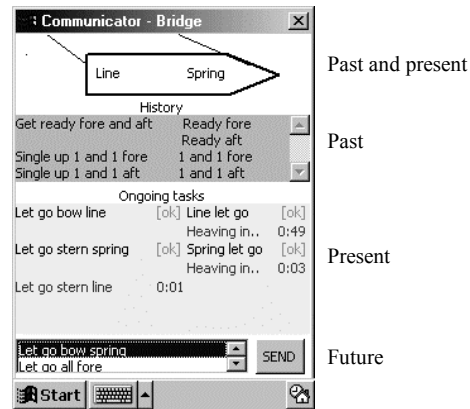 Communicator - Bridge
Line Spring
Past and present
History
Get ready fore and aft Ready fore
Ready aft
Single up 1 and 1 fore 1 and 1 fore
Single up 1 and 1 aft 1 and 1 aft
Past
Ongoing tasks
Let go bow line [ok] Line let go [ok]
Heaving in.. 0:49
Let go stern spring [ok] Spring let go [ok]
Heaving in.. 0:03
Let go stern line 0:01
Present
Let go bow spring
Let go all fore
SEND
Future
Start